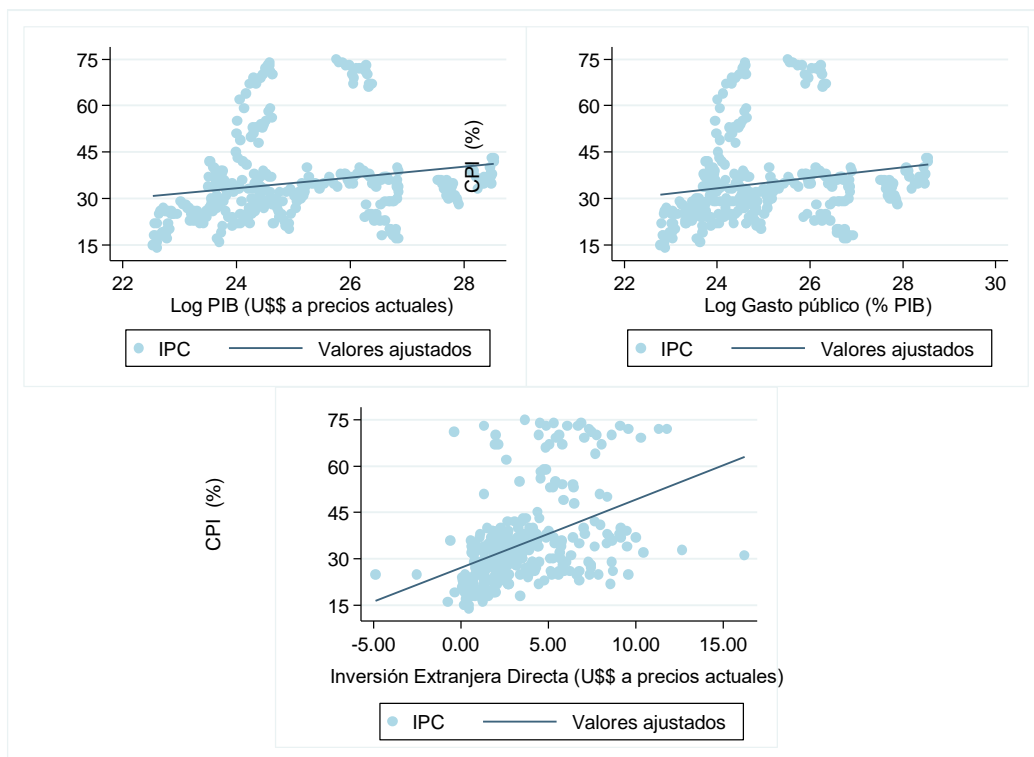 75
60
45
30
15
22 24 26 28
Log PIB (U$$ a precios actuales)
IPC Valores ajustados
CPI (%)
75
60
45
30
15
22 24 26 28 30
Log Gasto público (% PIB)
IPC Valores ajustados
CPI (%)
75
60
45
30
15
-5.00 0.00 5.00 10.00 15.00
Inversión Extranjera Directa (U$$ a precios actuales)
IPC Valores ajustados